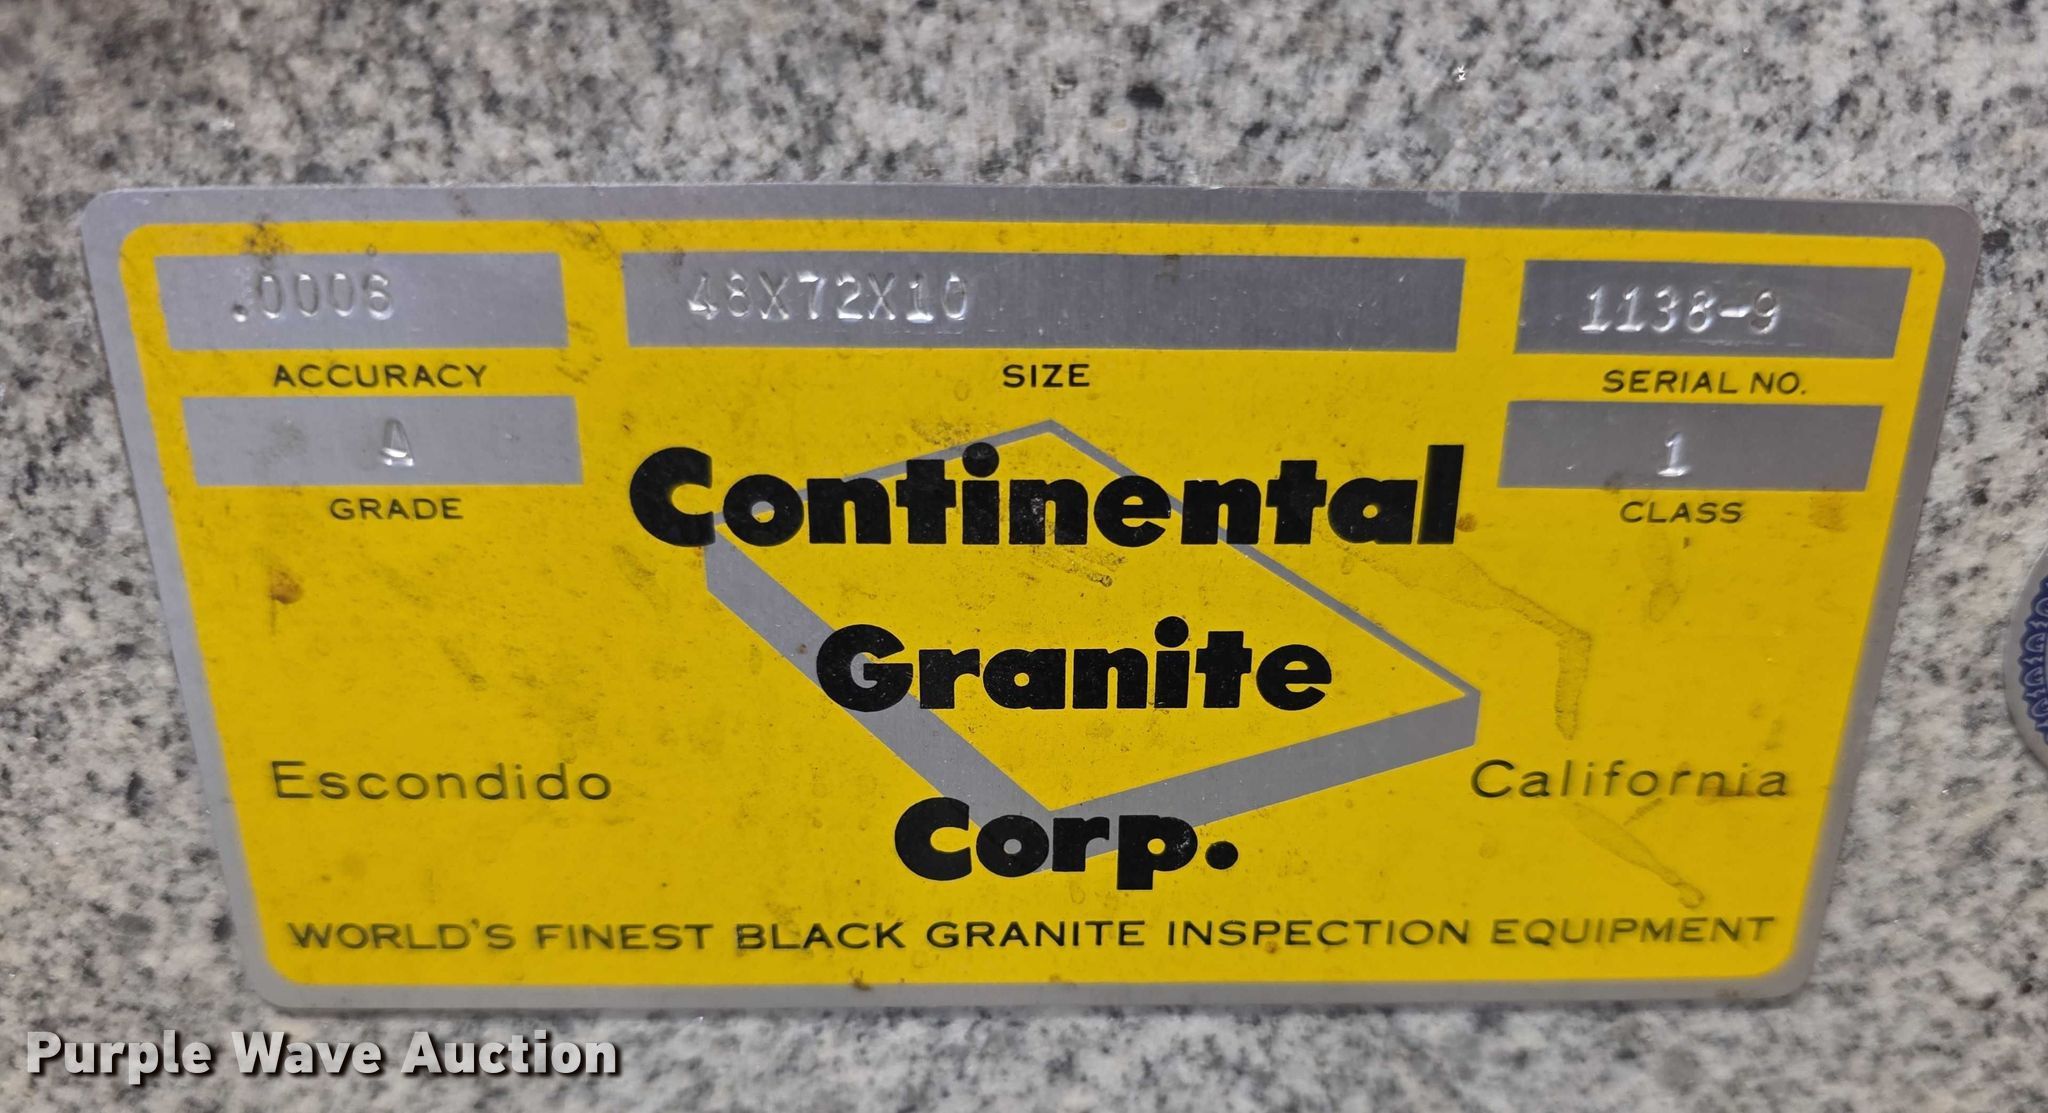 .0006 48X72X10 1138-9
ACCURACY SIZE SERIAL NO.
A 1
GRADE CLASS
Continental
Granite
Escondido California
Corp.
WORLD'S FINEST BLACK GRANITE INSPECTION EQUIPMENT
Purple Wave Auction